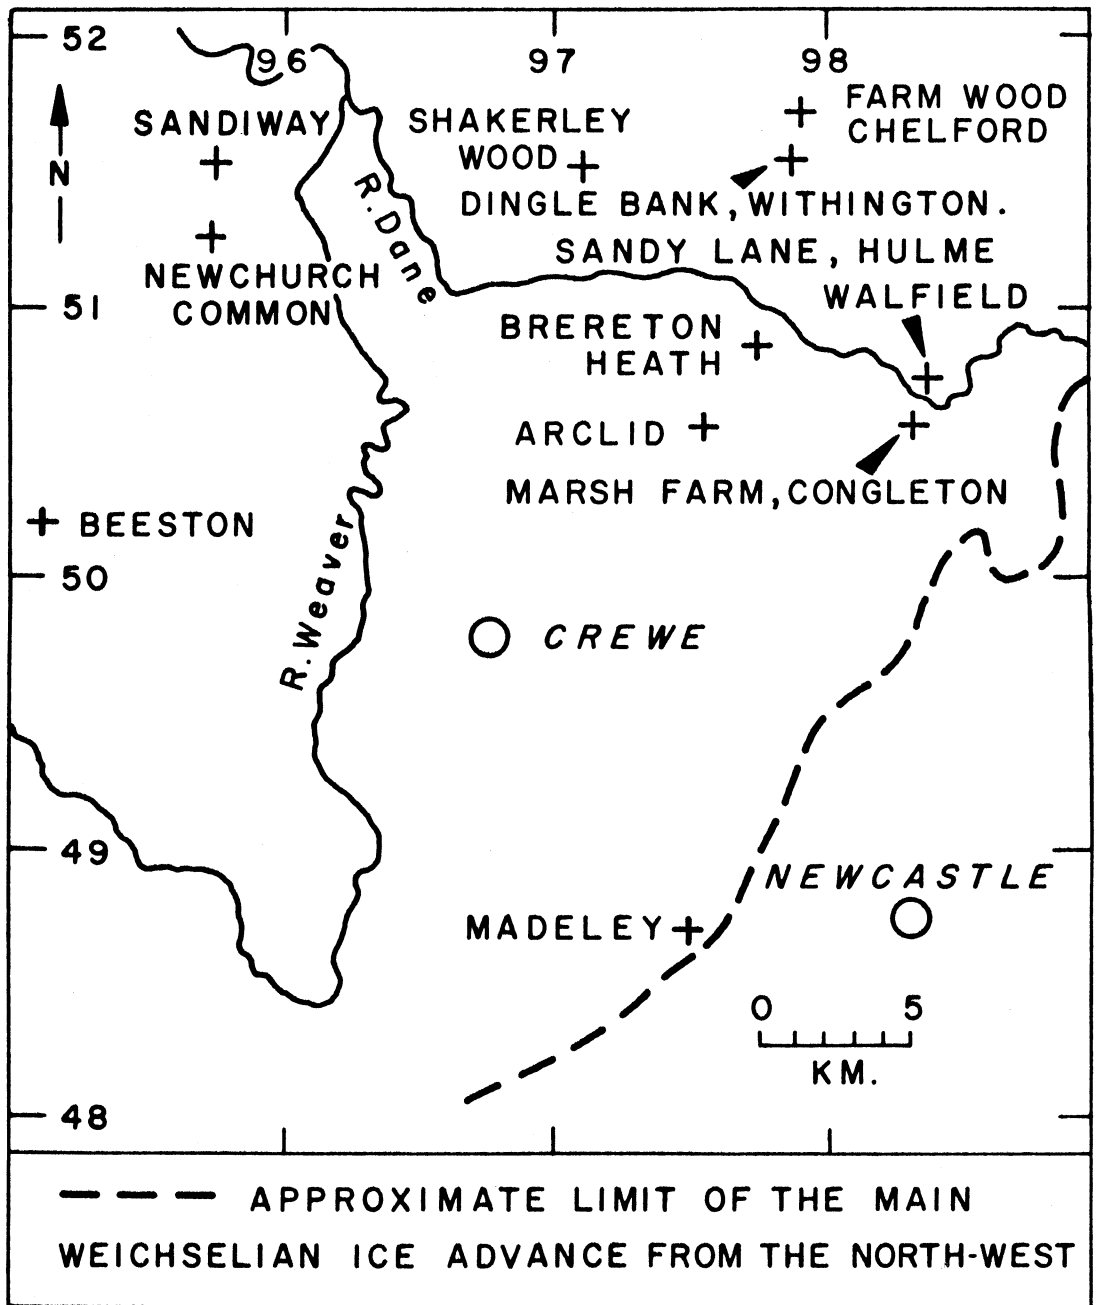 52
96
97
98
N
SANDIWAY
SHAKERLEY
WOOD
FARM WOOD
CHELFORD
DINGLE BANK, WITHINGTON.
SANDY LANE, HULME
WALFIELD
R. Dane
NEWCHURCH
COMMON
51
BRERETON
HEATH
ARCLID
MARSH FARM, CONGLETON
BEESTON
50
R. Weaver
CREWE
49
NEWCASTLE
MADELEY
0 5
KM.
48
APPROXIMATE LIMIT OF THE MAIN
WEICHSELIAN ICE ADVANCE FROM THE NORTH-WEST